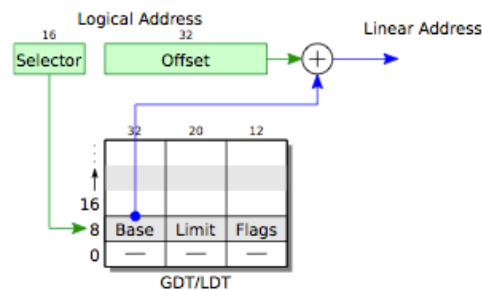 Logical Address
Linear Address
16
32
Selector
Offset
+
32
20
12
16
8
Base
Limit
Flags
0
— — —
GDT/LDT